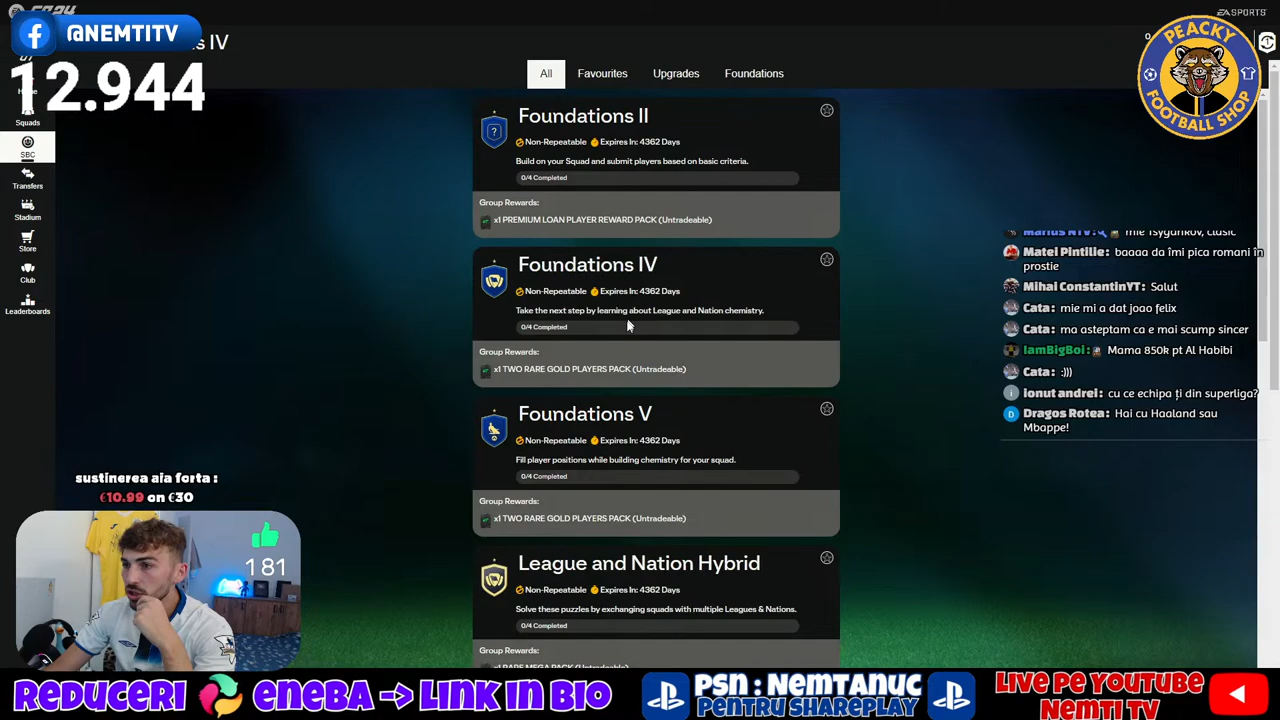 @NEMTITV
EA SPORTS
12.944
IV
All
Favourites
Upgrades
Foundations
PEACKY
FOOTBALL SHOP
Squads
SBC
Transfers
Stadium
Store
Club
Leaderboards
Foundations II
Non-Repeatable Expires In: 4362 Days
Build on your Squad and submit players based on basic criteria.
0/4 Completed
Group Rewards:
x1 PREMIUM LOAN PLAYER REWARD PACK (Untradeable)
Foundations IV
Non-Repeatable Expires In: 4362 Days
Take the next step by learning about League and Nation chemistry.
0/4 Completed
Group Rewards:
x1 TWO RARE GOLD PLAYERS PACK (Untradeable)
Foundations V
Non-Repeatable Expires In: 4362 Days
Fill player positions while building chemistry for your squad.
0/4 Completed
Group Rewards:
x1 TWO RARE GOLD PLAYERS PACK (Untradeable)
League and Nation Hybrid
Non-Repeatable Expires In: 4362 Days
Solve these puzzles by exchanging squads with multiple Leagues & Nations.
0/4 Completed
Group Rewards:
x1 RARE MEGA PACK (Untradeable)
Matei Pintilie: baaaa da îmi pica romani în
prostie
Mihai ConstantinYT: Salut
Cata: mie mi a dat joao felix
Cata: ma asteptam ca e mai scump sincer
IamBigBoi: Mama 850k pt Al Habibi
Cata: :)))
ionut andrei: cu ce echipa ți din superliga?
Dragos Rotea: Hai cu Haaland sau
Mbappe!
sustinerea aia forta :
€10.99 on €30
181
REDUCERI ENEBA -> LINK IN BIO
PSN : NEMTANUC
PENTRU SHAREPLAY
LIVE PE YOUTUBE
NEMTI TV